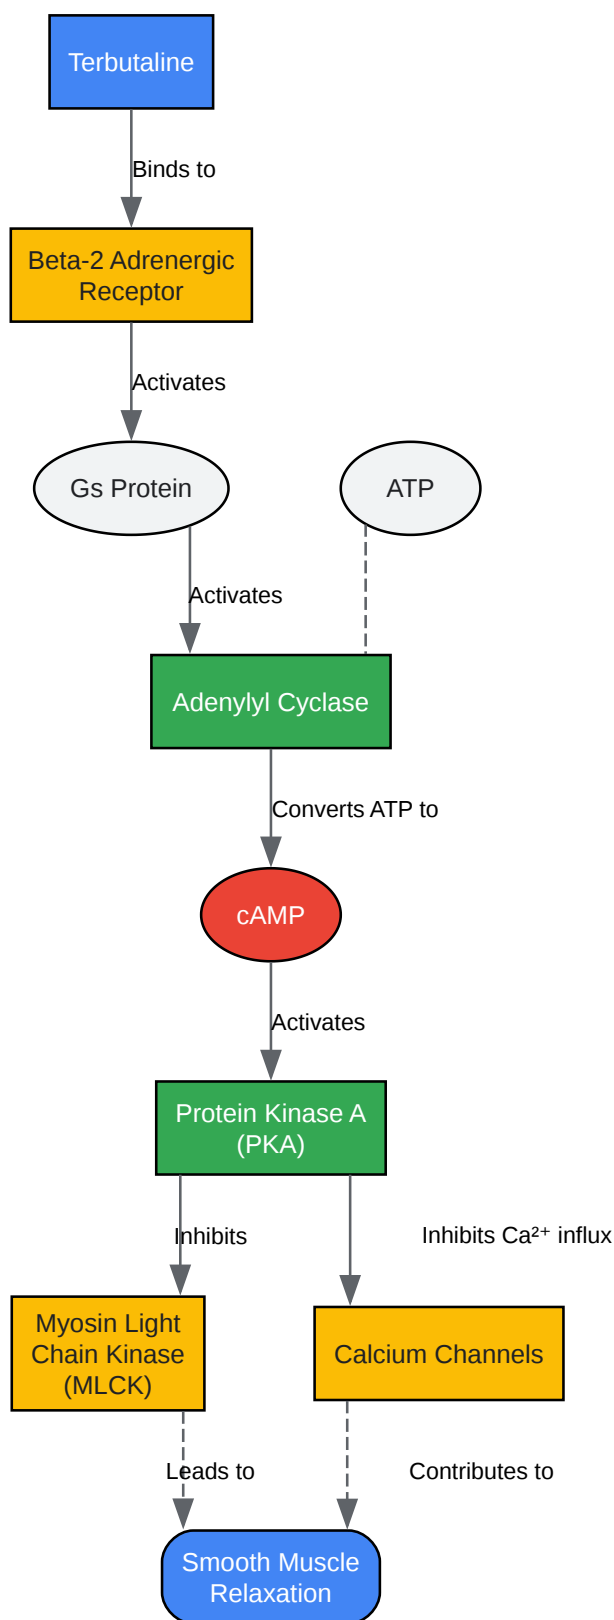 Terbutaline
Binds to
Beta-2 Adrenergic
Receptor
Activates
Gs Protein
ATP
Activates
Adenylyl Cyclase
Converts ATP to
cAMP
Activates
Protein Kinase A
(PKA)
Inhibits
Inhibits Ca²⁺ influx
Myosin Light
Chain Kinase
(MLCK)
Calcium Channels
Leads to
Contributes to
Smooth Muscle
Relaxation